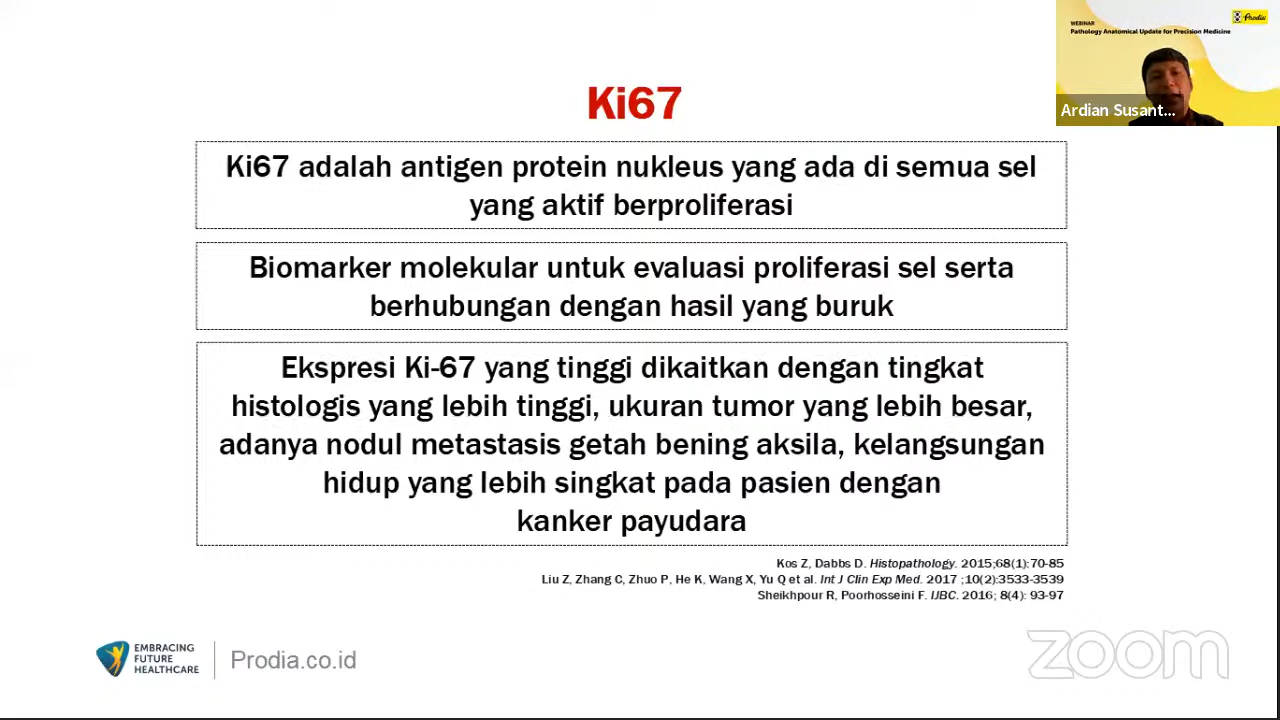 WEBINAR
Pathology Anatomical Update for Precision Medicine
Prodia
Ardian Susant...
Ki67
Ki67 adalah antigen protein nukleus yang ada di semua sel
yang aktif berproliferasi
Biomarker molekular untuk evaluasi proliferasi sel serta
berhubungan dengan hasil yang buruk
Ekspresi Ki-67 yang tinggi dikaitkan dengan tingkat
histologis yang lebih tinggi, ukuran tumor yang lebih besar,
adanya nodul metastasis getah bening aksila, kelangsungan
hidup yang lebih singkat pada pasien dengan
kanker payudara
Kos Z, Dabbs D. Histopathology. 2015;68(1):70-85
Liu Z, Zhang C, Zhuo P, He K, Wang X, Yu Q et al. Int J Clin Exp Med. 2017 ;10(2):3533-3539
Sheikhpour R, Poorhosseini F. IJBC. 2016; 8(4): 93-97
EMBRACING
FUTURE
HEALTHCARE
Prodia.co.id
zoom